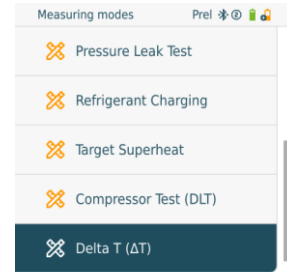 Measuring modes Prel
Pressure Leak Test
Refrigerant Charging
Target Superheat
Compressor Test (DLT)
Delta T (ΔT)